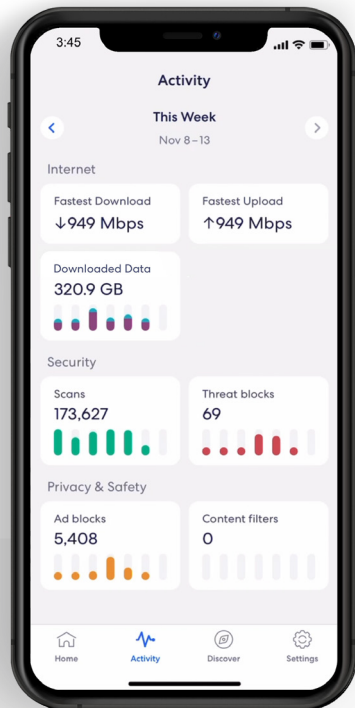 3:45
Activity
This Week
Nov 8–13
Internet
Fastest Download
↓949 Mbps
Fastest Upload
↑949 Mbps
Downloaded Data
320.9 GB
Security
Scans
173,627
Threat blocks
69
Privacy & Safety
Ad blocks
5,408
Content filters
0
Home
Activity
Discover
Settings